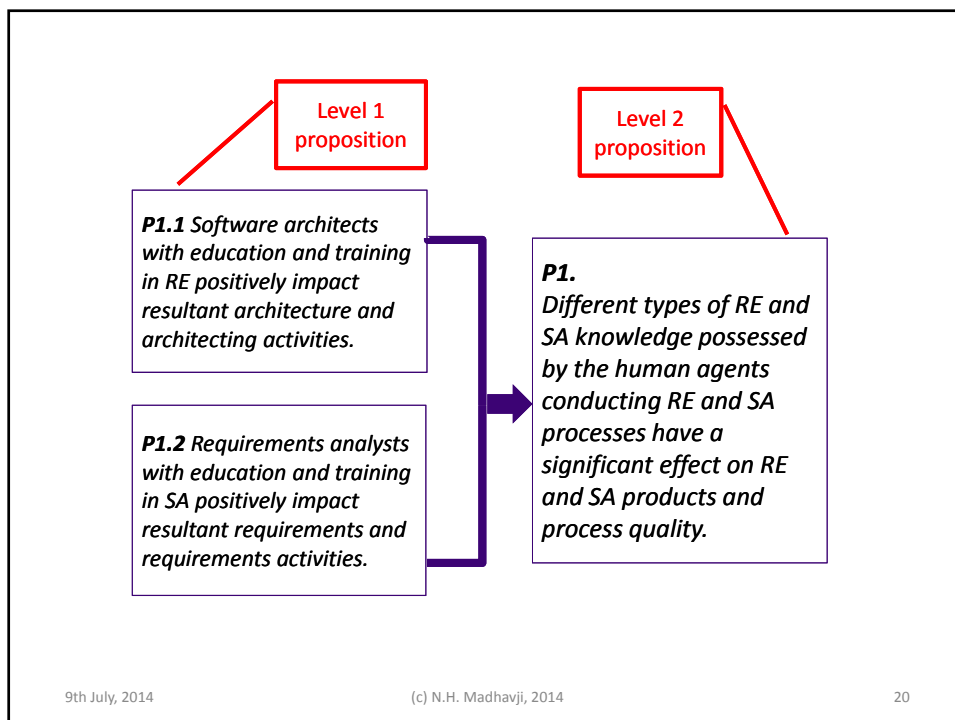 Level 1
proposition
Level 2
proposition
P1.1 Software architects
with education and training
in RE positively impact
resultant architecture and
architecting activities.
P1.2 Requirements analysts
with education and training
in SA positively impact
resultant requirements and
requirements activities.
P1.
Different types of RE and
SA knowledge possessed
by the human agents
conducting RE and SA
processes have a
significant effect on RE
and SA products and
process quality.
9th July, 2014
(c) N.H. Madhavji, 2014
20